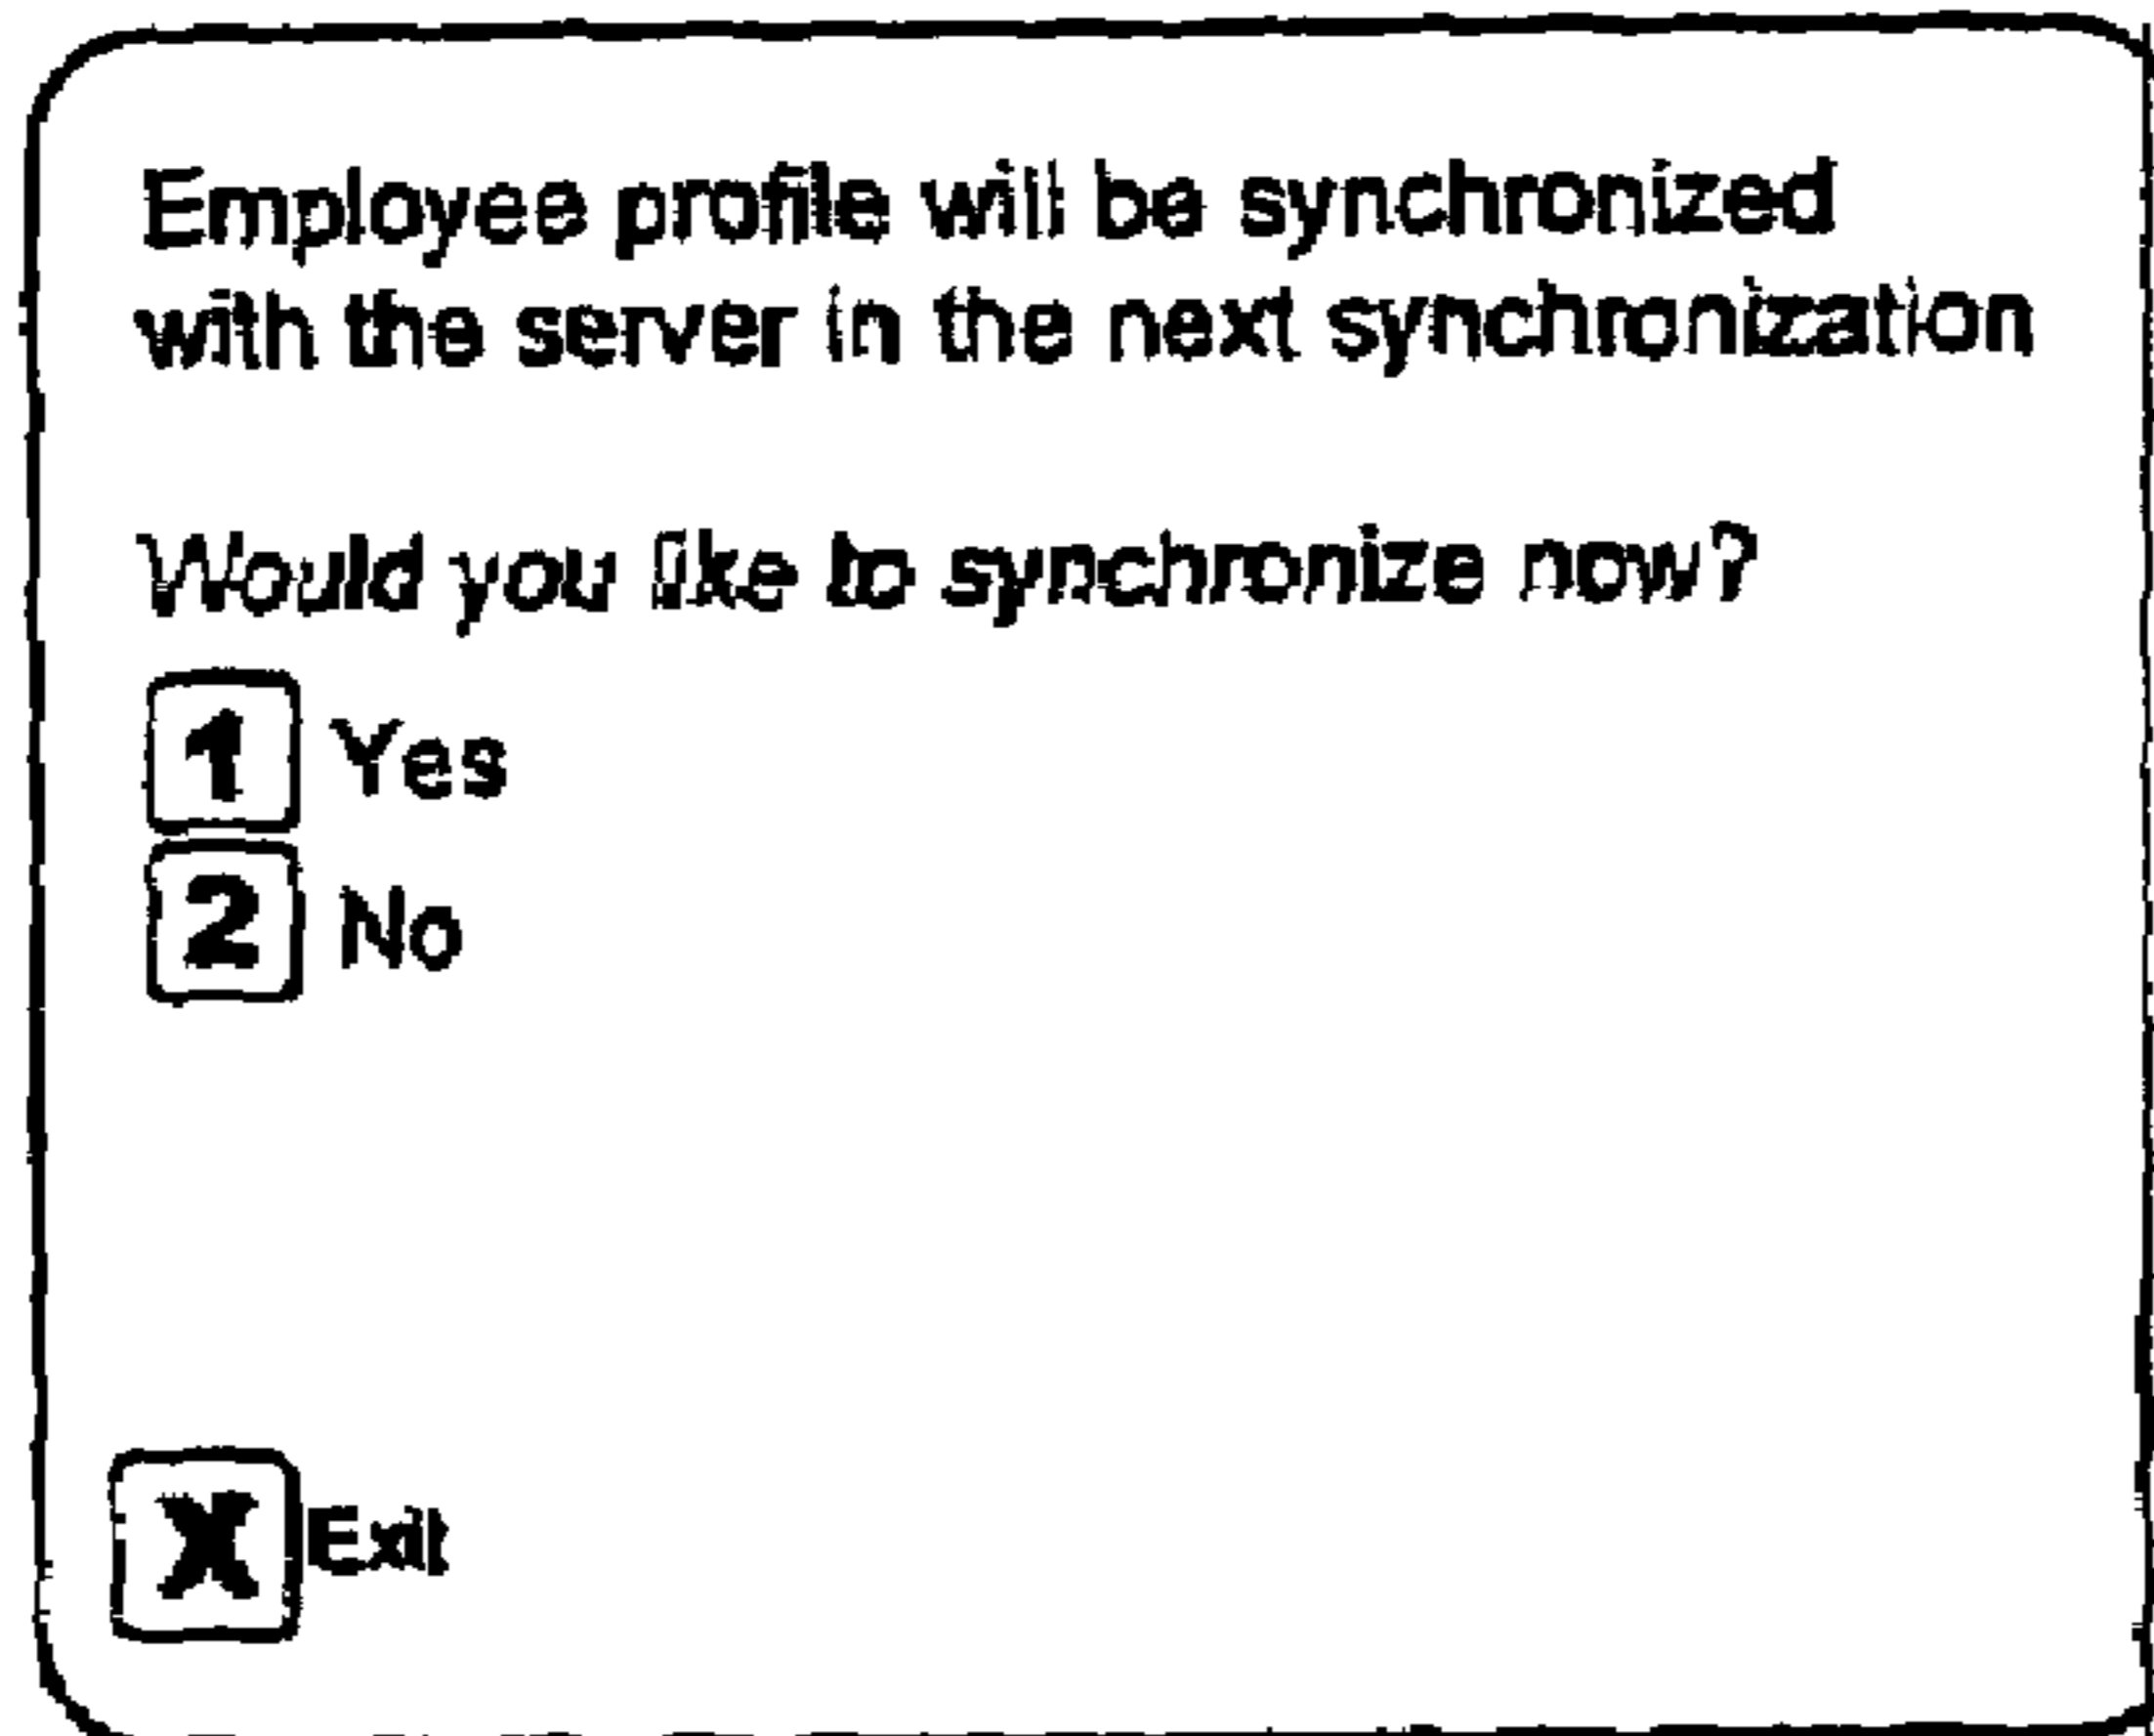 Employee profile will be synchronized
with the server in the next synchronization
Would you like to synchronize now?
1 Yes
2 No
X Exit